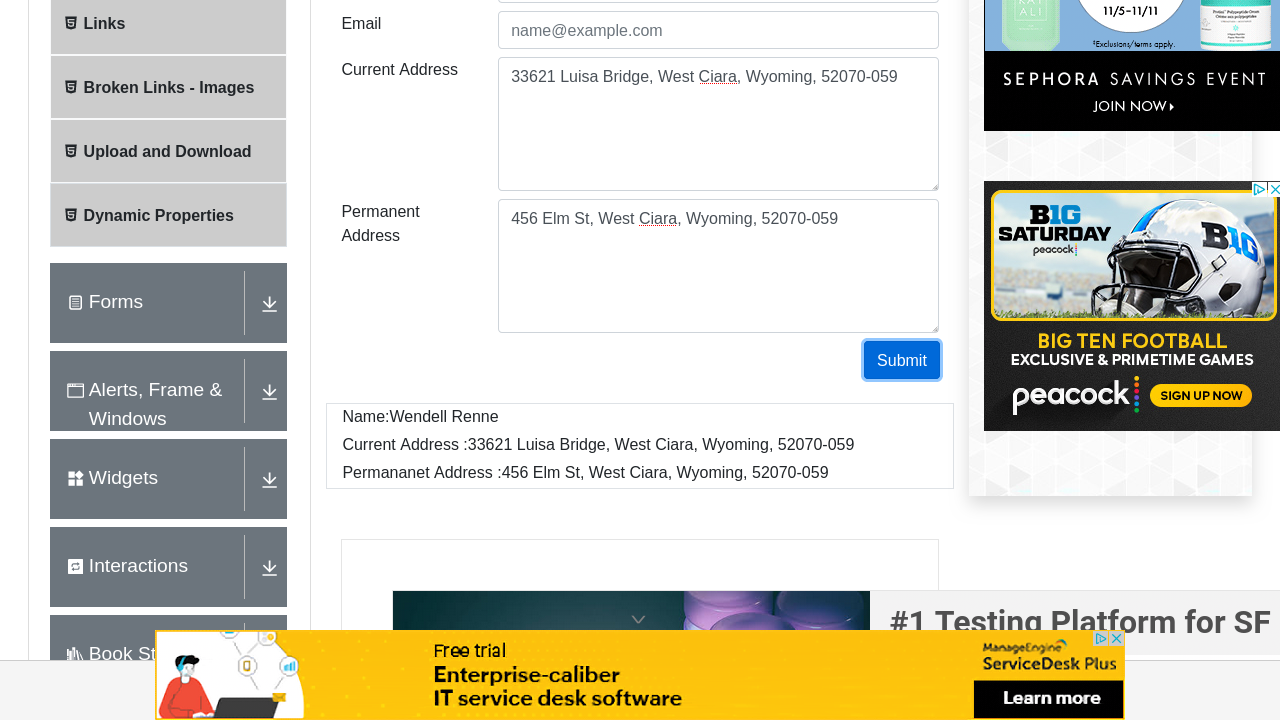 Links
Broken Links - Images
Upload and Download
Dynamic Properties
Forms
Alerts, Frame &
Windows
Widgets
Interactions
Book St
Email
name@example.com
Current Address
33621 Luisa Bridge, West Ciara, Wyoming, 52070-059
Permanent
Address
456 Elm St, West Ciara, Wyoming, 52070-059
Submit
Name:Wendell Renne
Current Address :33621 Luisa Bridge, West Ciara, Wyoming, 52070-059
Permananet Address :456 Elm St, West Ciara, Wyoming, 52070-059
11/5–11/11
‡Exclusions/terms apply.
SEPHORA SAVINGS EVENT
JOIN NOW
B1G
SATURDAY
peacock
B1G
BIG TEN FOOTBALL
EXCLUSIVE & PRIMETIME GAMES
peacock
SIGN UP NOW
#1 Testing Platform for SF
Free trial
Enterprise-caliber
IT service desk software
ManageEngine
ServiceDesk Plus
Learn more